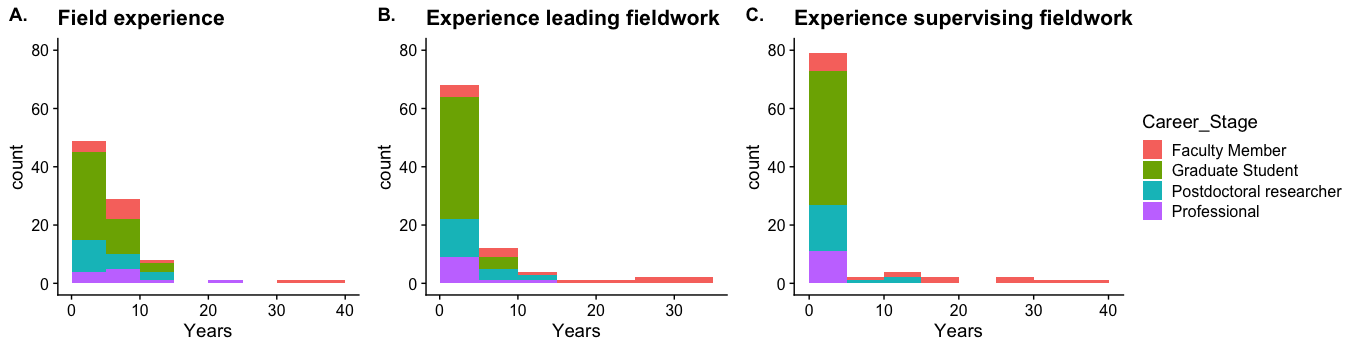 A. Field experience
80
60
40
20
0
count
0 10 20 30 40
Years
B. Experience leading fieldwork
80
60
40
20
0
count
0 10 20 30
Years
C. Experience supervising fieldwork
80
60
40
20
0
count
0 10 20 30 40
Years
Career_Stage
Faculty Member
Graduate Student
Postdoctoral researcher
Professional